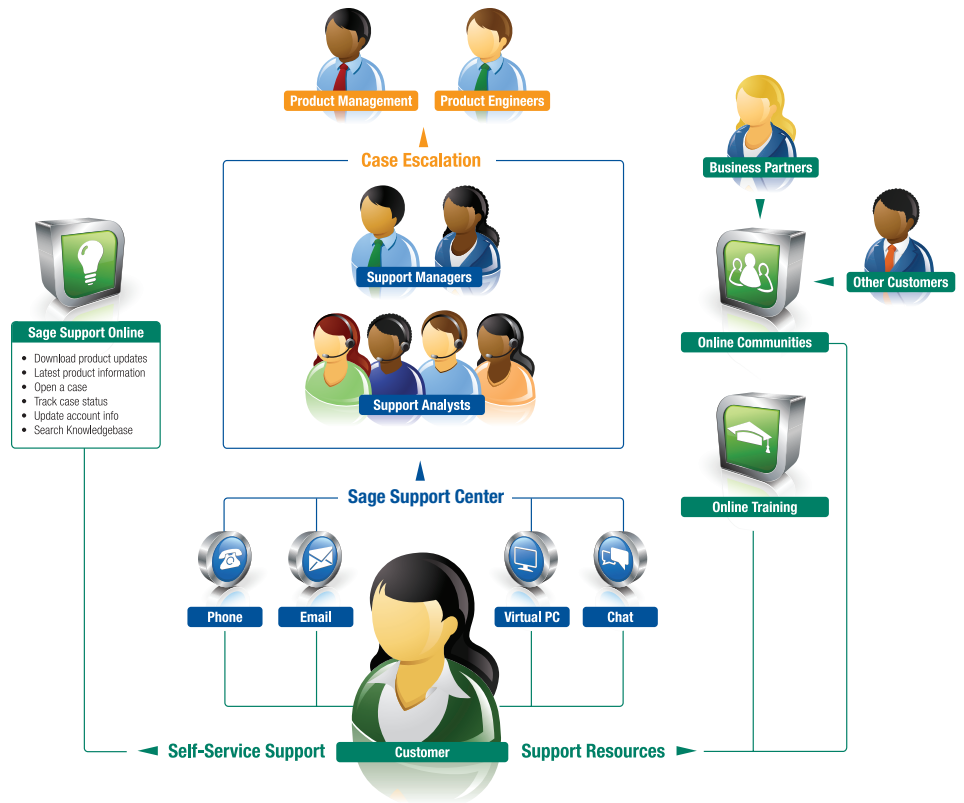 Product Management
Product Engineers
Case Escalation
Business Partners
Support Managers
Other Customers
Sage Support Online
• Download product updates
• Latest product information
• Open a case
• Track case status
• Update account info
• Search Knowledgebase
Online Communities
Support Analysts
Sage Support Center
Online Training
Phone
Email
Virtual PC
Chat
Self-Service Support
Customer
Support Resources